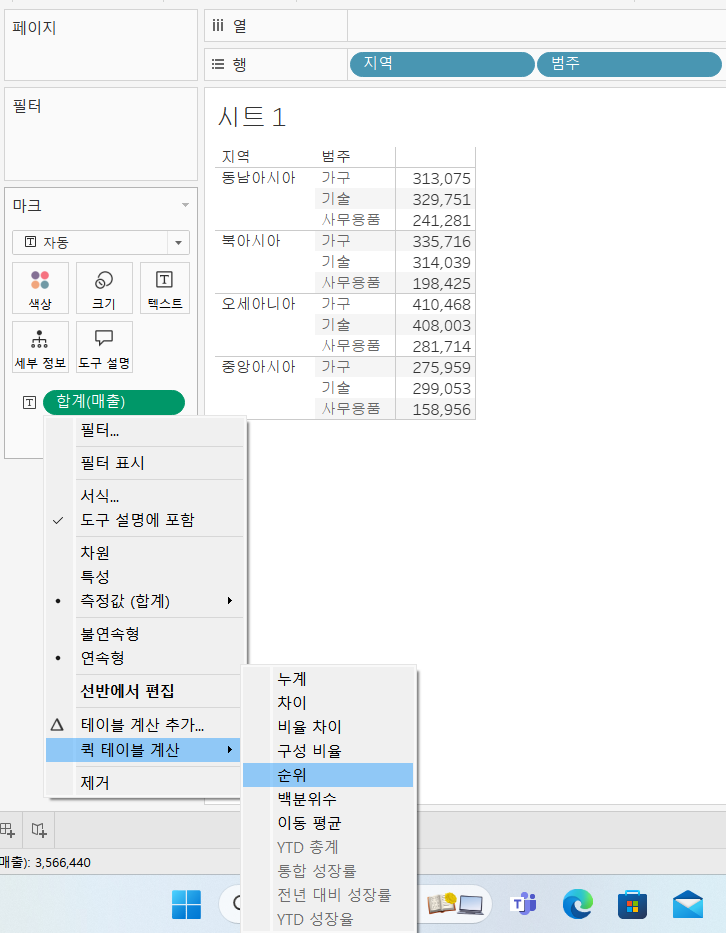 페이지
열
행
지역
범주
필터
시트 1
지역 범주
동남아시아 가구 313,075
기술 329,751
사무용품 241,281
북아시아 가구 335,716
기술 314,039
사무용품 198,425
오세아니아 가구 410,468
기술 408,003
사무용품 281,714
중앙아시아 가구 275,959
기술 299,053
사무용품 158,956
마크
자동
색상
크기
텍스트
세부 정보
도구 설명
합계(매출)
필터...
필터 표시
서식...
도구 설명에 포함
차원
특성
측정값 (합계)
불연속형
연속형
선반에서 편집
테이블 계산 추가...
퀵 테이블 계산
제거
누계
차이
비율 차이
구성 비율
순위
백분위수
이동 평균
YTD 총계
통합 성장률
전년 대비 성장률
YTD 성장율
매출): 3,566,440